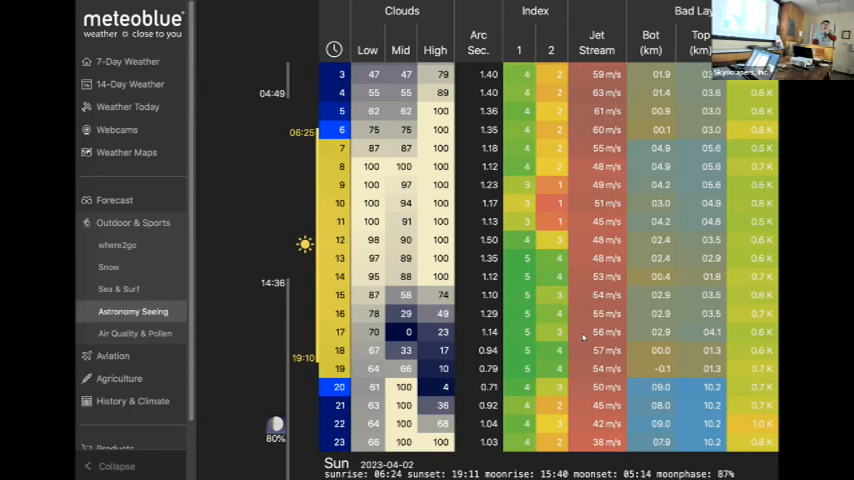 meteoblue
weather close to you
7-Day Weather
14-Day Weather
Weather Today
Webcams
Weather Maps
Forecast
Outdoor & Sports
where2go
Snow
Sea & Surf
Astronomy Seeing
Air Quality & Pollen
Aviation
Agriculture
History & Climate
Products
Collapse
04:49
06:25
14:36
19:10
80%
Clouds Index Bad Lay
Low Mid High Arc Sec. 1 2 Jet Stream Bot (km) Top (km)
3 47 47 79 1.40 4 2 59 m/s 01.9
4 55 55 89 1.40 4 2 63 m/s 01.4 03.6 0.6 K
5 62 62 100 1.36 4 2 61 m/s 00.9 03.0 0.6 K
6 75 75 100 1.35 4 2 60 m/s 00.1 03.0 0.8 K
7 87 87 100 1.18 4 2 55 m/s 04.9 05.6 0.5 K
8 100 100 100 1.12 4 2 48 m/s 04.9 05.6 0.7 K
9 100 97 100 1.23 3 1 49 m/s 04.2 05.6 0.5 K
10 100 94 100 1.17 3 1 51 m/s 03.0 04.9 0.5 K
11 100 91 100 1.13 3 1 45 m/s 04.2 04.8 0.5 K
12 98 90 100 1.50 4 3 48 m/s 02.4 03.5 0.6 K
13 97 89 100 1.35 5 4 48 m/s 02.4 02.9 0.6 K
14 95 88 100 1.12 5 4 53 m/s 00.4 01.8 0.7 K
15 87 58 74 1.10 5 3 54 m/s 02.9 03.5 0.6 K
16 78 29 49 1.29 5 4 55 m/s 02.9 03.5 0.7 K
17 70 0 23 1.14 5 3 56 m/s 02.9 04.1 0.6 K
18 67 33 17 0.94 5 4 57 m/s 00.0 01.3 0.6 K
19 64 66 10 0.79 5 4 54 m/s -0.1 01.3 0.7 K
20 61 100 4 0.71 4 3 50 m/s 09.0 10.2 0.7 K
21 63 100 36 0.92 4 2 45 m/s 08.0 10.2 0.7 K
22 64 100 68 1.04 4 3 42 m/s 09.0 10.2 1.0 K
23 66 100 100 1.03 4 2 38 m/s 07.9 10.2 0.6 K
Sun 2023-04-02
sunrise: 06:24 sunset: 19:11 moonrise: 15:40 moonset: 05:14 moonphase: 87%
Skyscrapers, Inc.